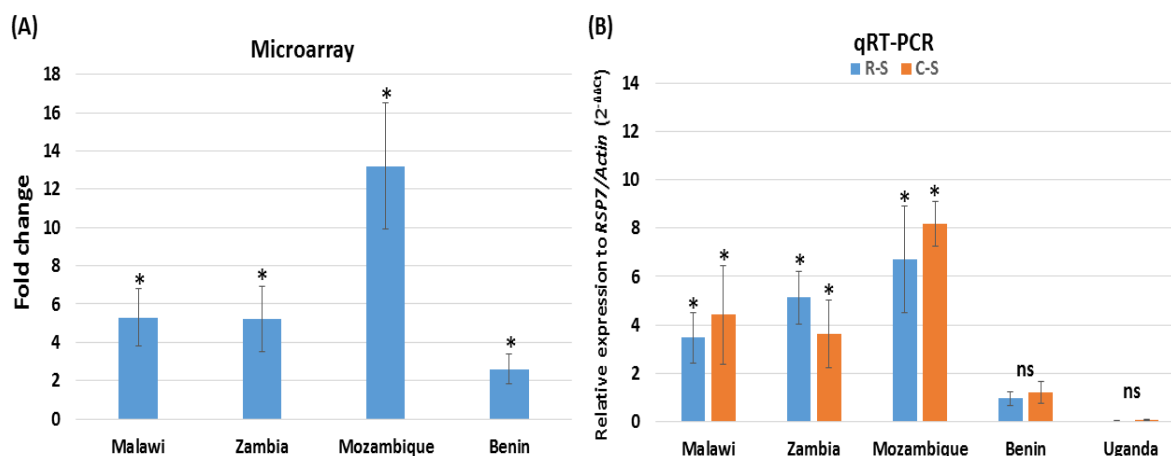 (A)
Microarray
Fold change
18
16
14
12
10
8
6
4
2
0
*
*
*
*
Malawi
Zambia
Mozambique
Benin
(B)
qRT-PCR
R-S
C-S
Relative expression to RSP7/Actin (2^-ΔΔCt)
14
12
10
8
6
4
2
0
*
*
*
*
*
*
ns
ns
Malawi
Zambia
Mozambique
Benin
Uganda